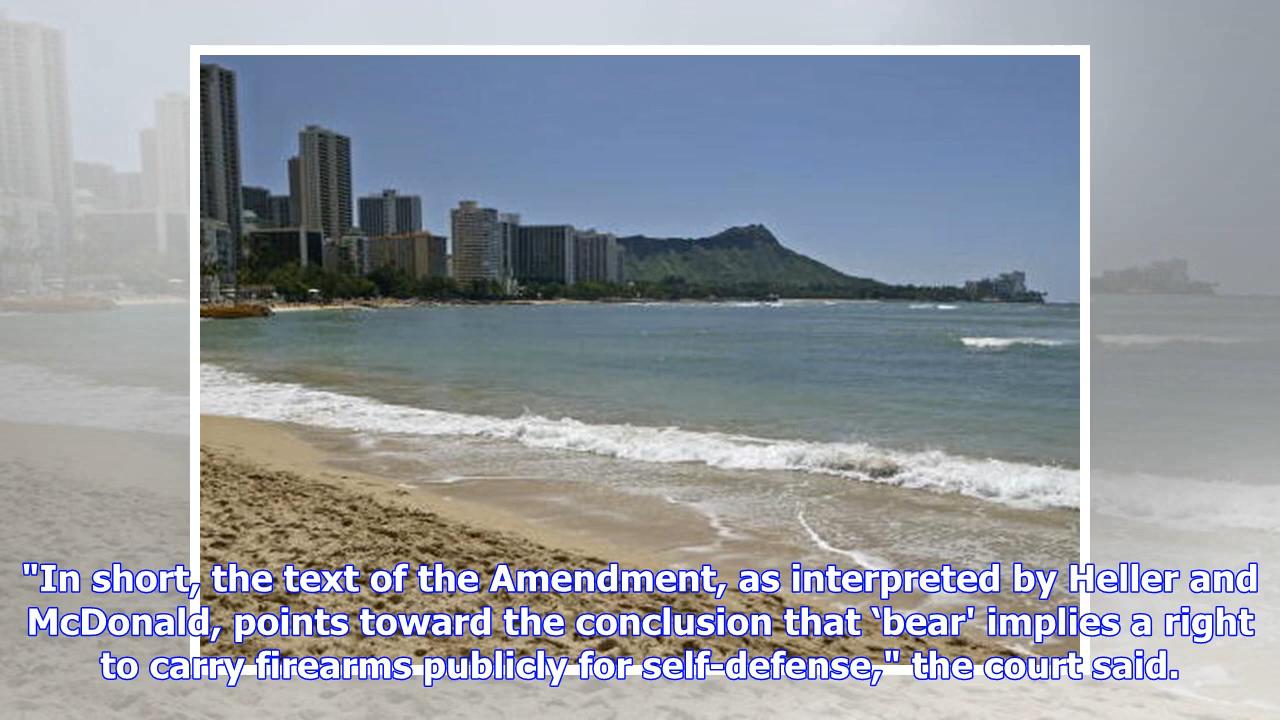 "In short, the text of the Amendment, as interpreted by Heller and
McDonald, points toward the conclusion that ‘bear' implies a right
to carry firearms publicly for self-defense," the court said.